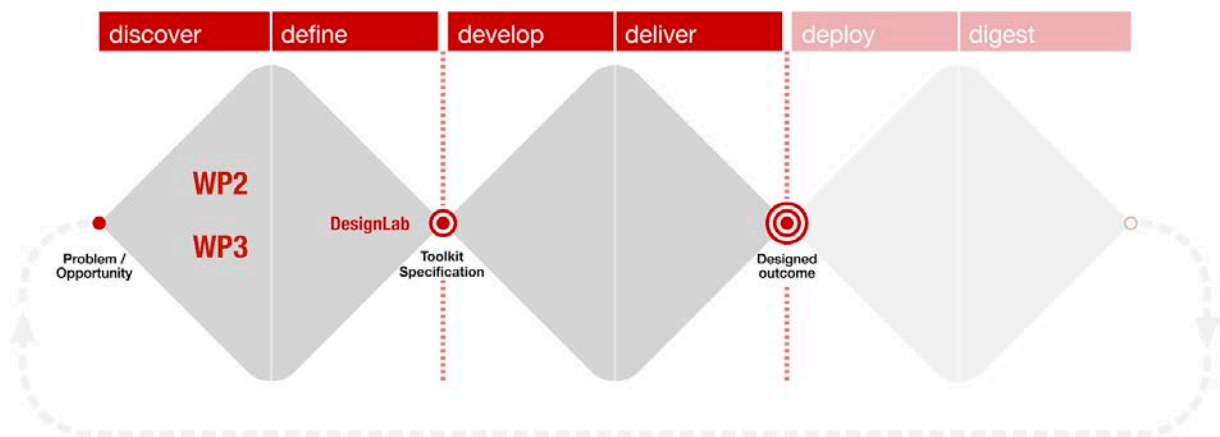 discover define develop deliver deploy digest
WP2
DesignLab
WP3
Problem /
Opportunity
Toolkit
Specification
Designed
outcome